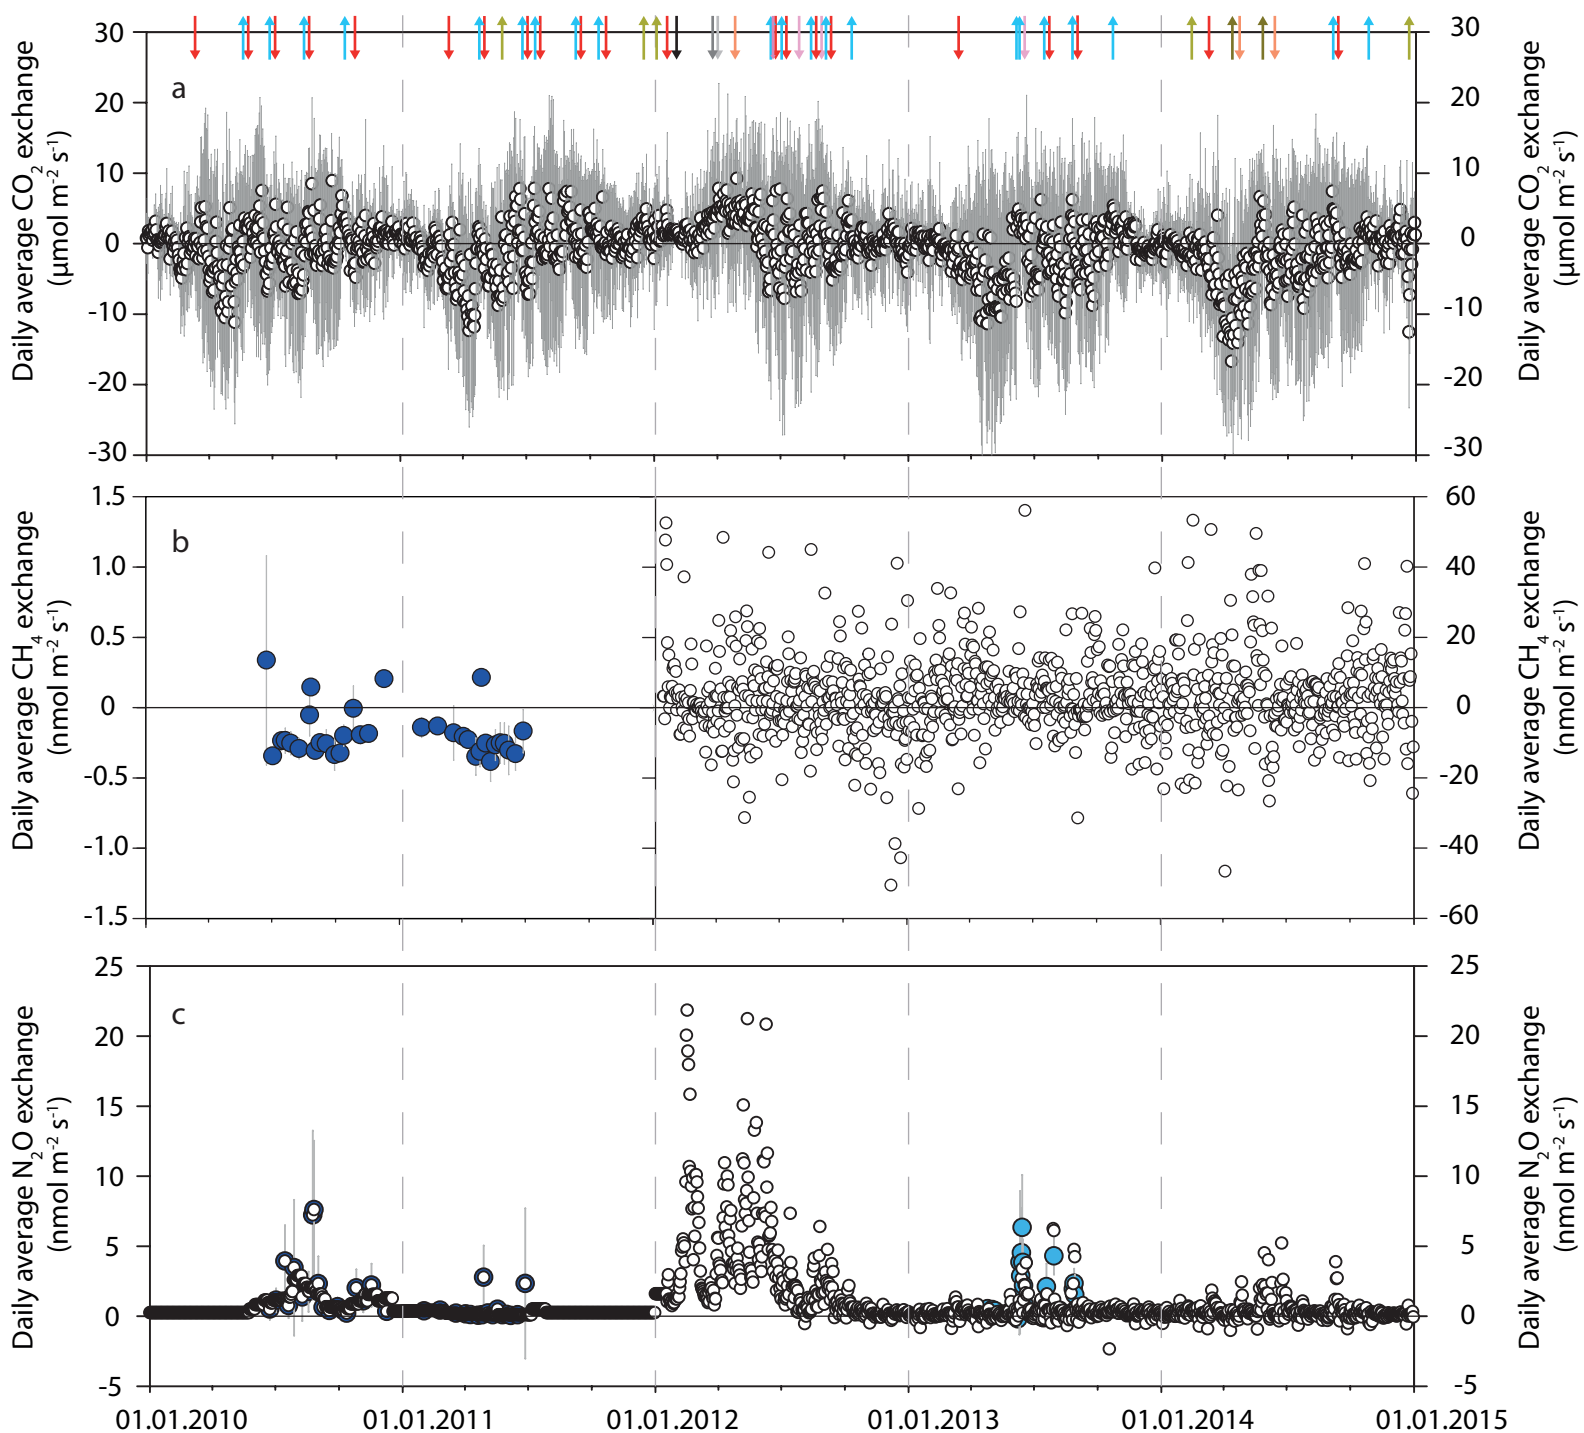 30
20
10
0
-10
-20
-30
Daily average CO2 exchange
(µmol m-2 s-1)
a
30
20
10
0
-10
-20
-30
Daily average CO2 exchange
(µmol m-2 s-1)
1.5
1.0
0.5
0
-0.5
-1.0
-1.5
Daily average CH4 exchange
(nmol m-2 s-1)
b
60
40
20
0
-20
-40
-60
Daily average CH4 exchange
(nmol m-2 s-1)
25
20
15
10
5
0
-5
Daily average N2O exchange
(nmol m-2 s-1)
c
25
20
15
10
5
0
-5
Daily average N2O exchange
(nmol m-2 s-1)
01.01.2010 01.01.2011 01.01.2012 01.01.2013 01.01.2014 01.01.2015